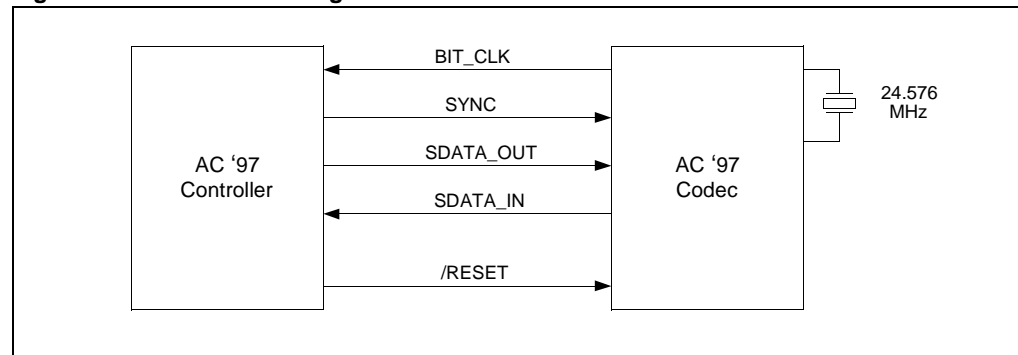 BIT_CLK
SYNC
SDATA_OUT
SDATA_IN
/RESET
AC ‘97
Controller
AC ‘97
Codec
24.576
MHz